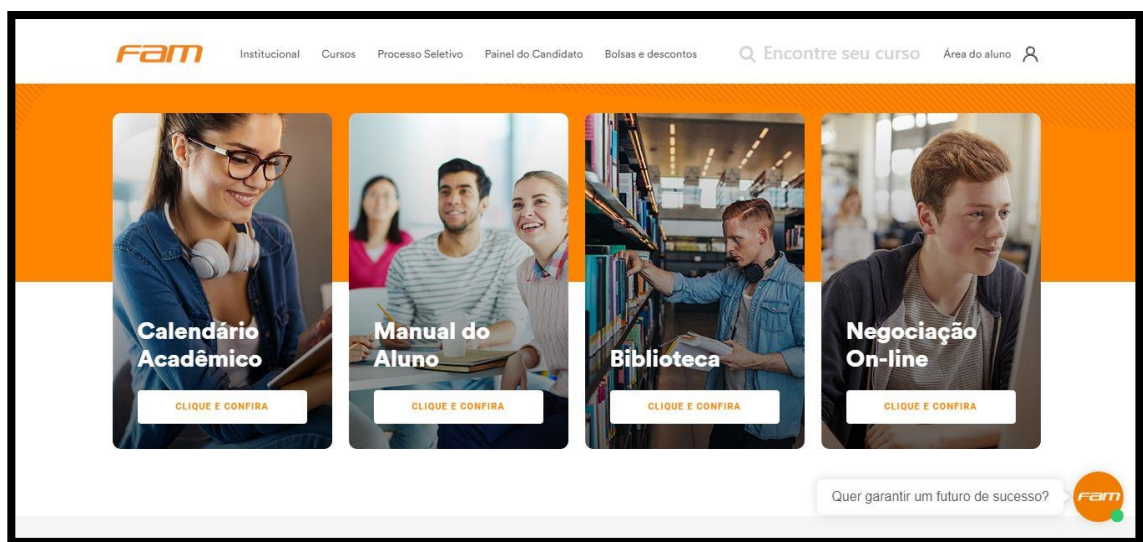 Fam
Institucional Cursos Processo Seletivo Painel do Candidato Bolsas e descontos Encontre seu curso Área do aluno
Calendário
Acadêmico
CLIQUE E CONFIRA
Manual do
Aluno
CLIQUE E CONFIRA
Biblioteca
CLIQUE E CONFIRA
Negociação
On-line
CLIQUE E CONFIRA
Quer garantir um futuro de sucesso?
Fam